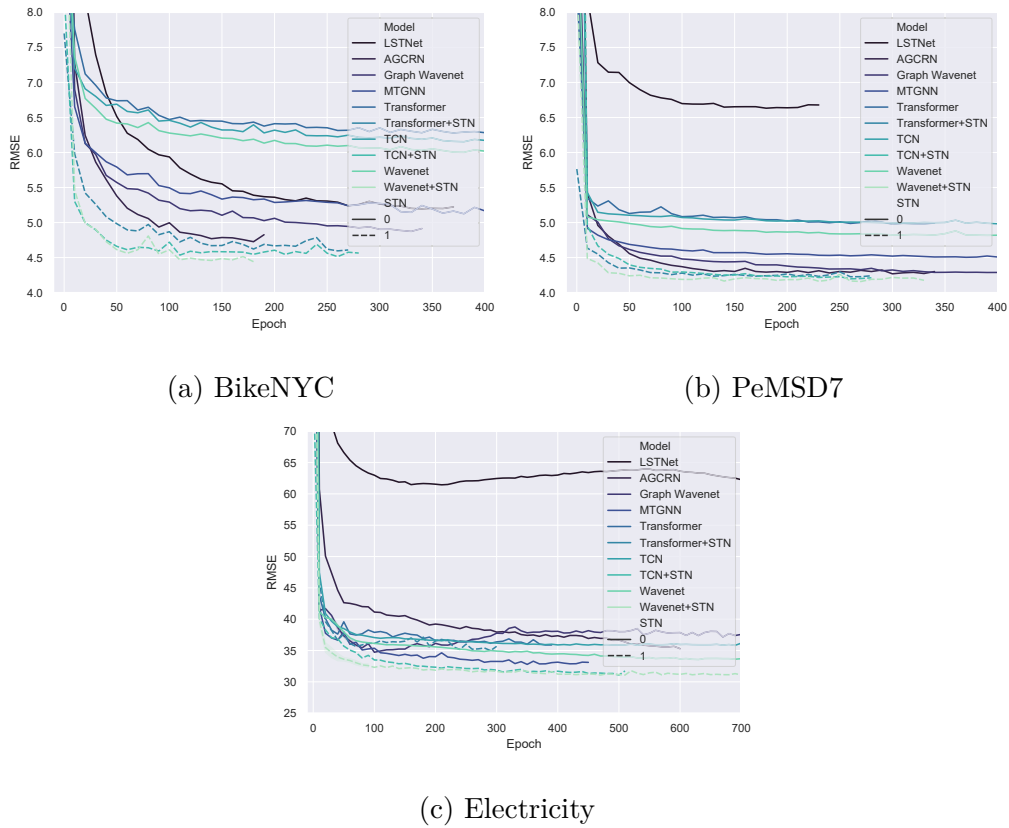 8.0
7.5
7.0
6.5
6.0
5.5
5.0
4.5
4.0
RMSE
0 50 100 150 200 250 300 350 400
Epoch
Model
LSTNet
AGCRN
Graph Wavenet
MTGNN
Transformer
Transformer+STN
TCN
TCN+STN
Wavenet
Wavenet+STN
STN
0
1
(a) BikeNYC
8.0
7.5
7.0
6.5
6.0
5.5
5.0
4.5
4.0
RMSE
0 50 100 150 200 250 300 350 400
Epoch
Model
LSTNet
AGCRN
Graph Wavenet
MTGNN
Transformer
Transformer+STN
TCN
TCN+STN
Wavenet
Wavenet+STN
STN
0
1
(b) PeMSD7
70
65
60
55
50
45
40
35
30
25
RMSE
0 100 200 300 400 500 600 700
Epoch
Model
LSTNet
AGCRN
Graph Wavenet
MTGNN
Transformer
Transformer+STN
TCN
TCN+STN
Wavenet
Wavenet+STN
STN
0
1
(c) Electricity